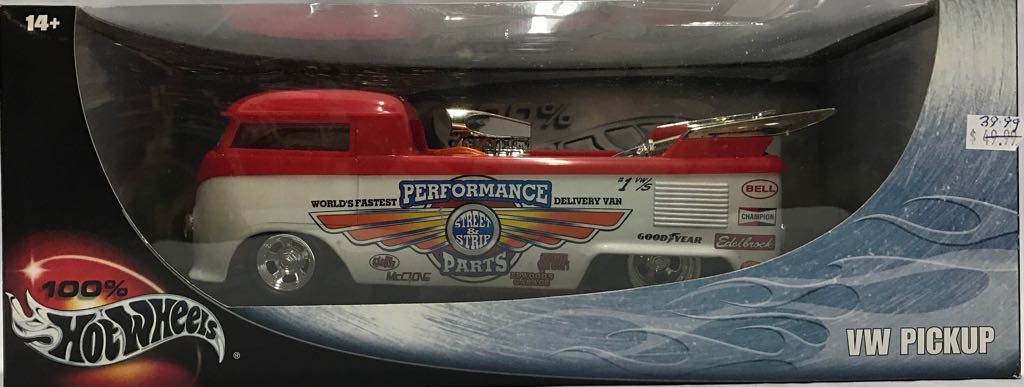 14+
39.99
$ 49.99
PERFORMANCE
WORLD'S FASTEST
DELIVERY VAN
STREET
&
STRIP
PARTS
#1 VW/S
BELL
CHAMPION
GOODYEAR
Edelbrock
100%
HOT WHEELS
®
VW PICKUP